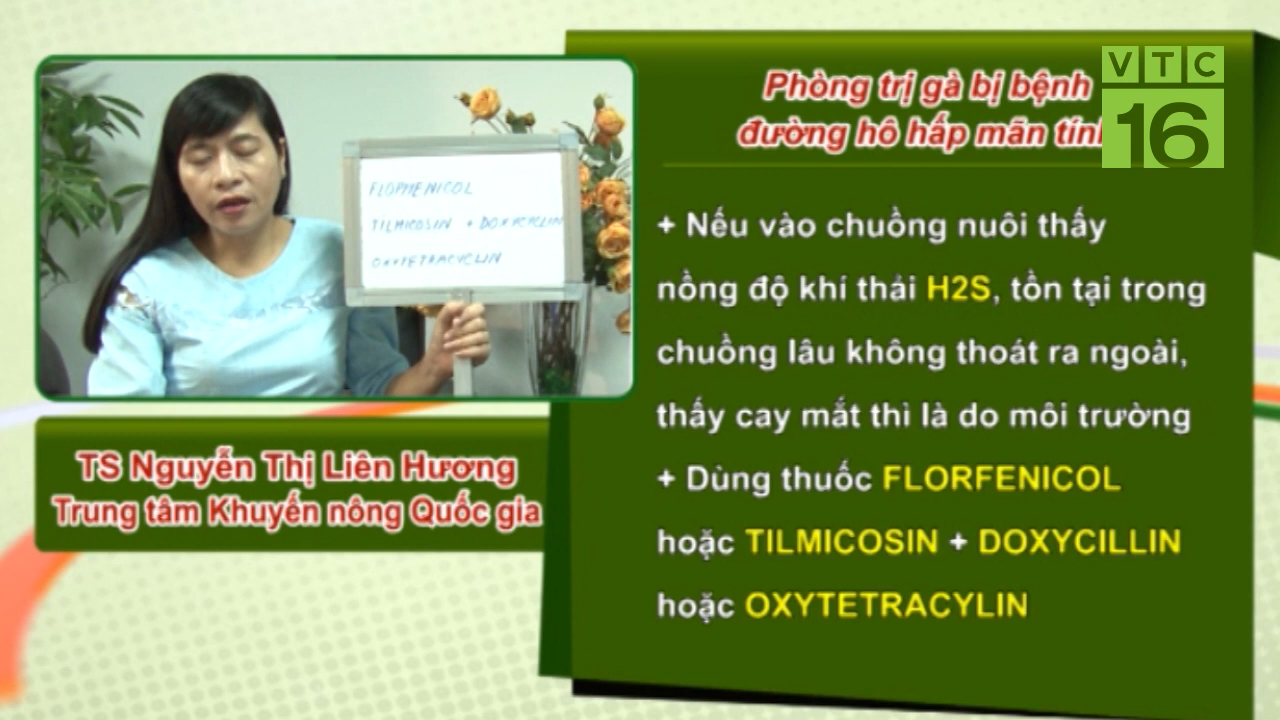 VTC
16
Phòng trị gà bị bệnh
đường hô hấp mãn tính
FLOPHENICOL
TILMICOSIN + DOXYCYCLIN
OXYTETRACYCLIN
+ Nếu vào chuồng nuôi thấy
nồng độ khí thải H2S, tồn tại trong
chuồng lâu không thoát ra ngoài,
thấy cay mắt thì là do môi trường
+ Dùng thuốc FLORFENICOL
hoặc TILMICOSIN + DOXYCILLIN
hoặc OXYTETRACYLIN
TS Nguyễn Thị Liên Hương
Trung tâm Khuyến nông Quốc gia